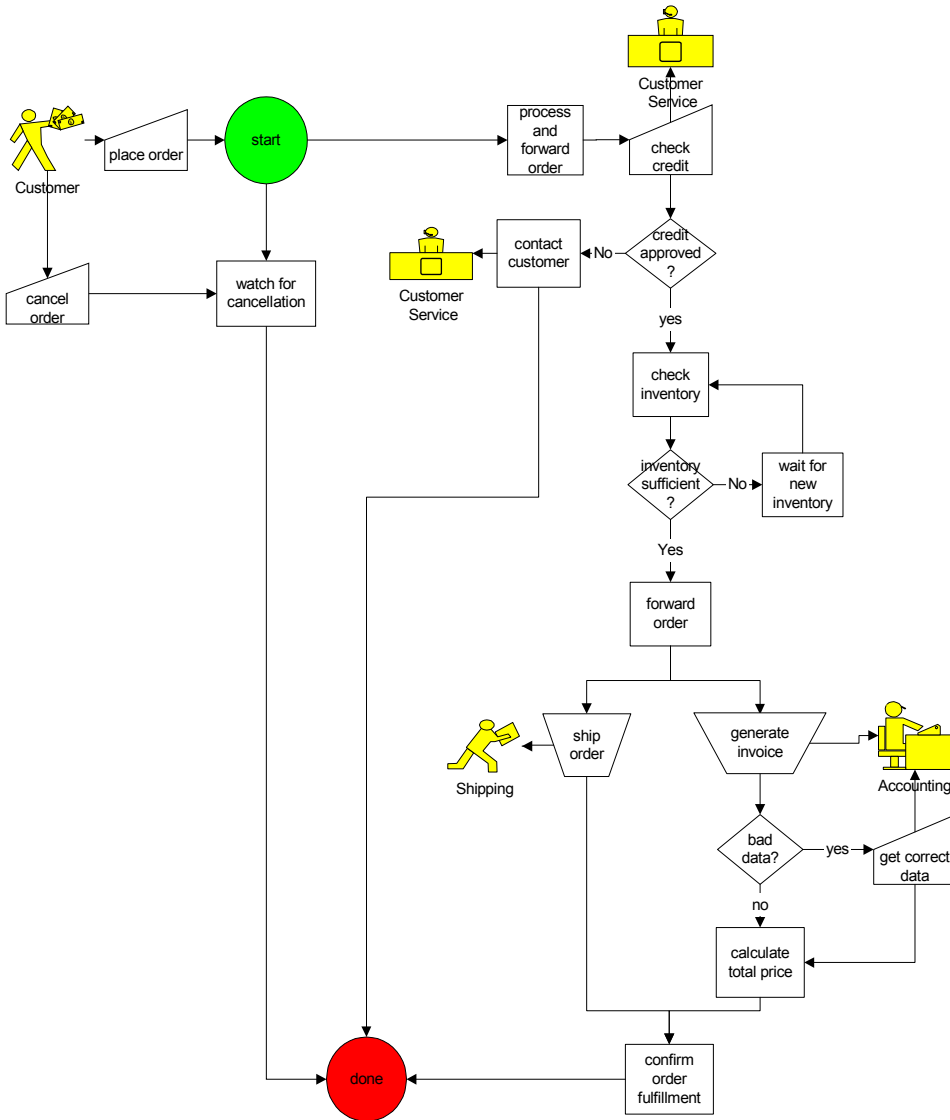 Customer
Service
process
and
forward
order
start
place order
check
credit
Customer
contact
customer
No
credit
approved
?
watch for
cancellation
cancel
order
Customer
Service
yes
check
inventory
inventory
sufficient
?
No
wait for
new
inventory
Yes
forward
order
ship
order
generate
invoice
Shipping
Accounting
bad
data?
yes
get correct
data
no
calculate
total price
done
confirm
order
fulfillment